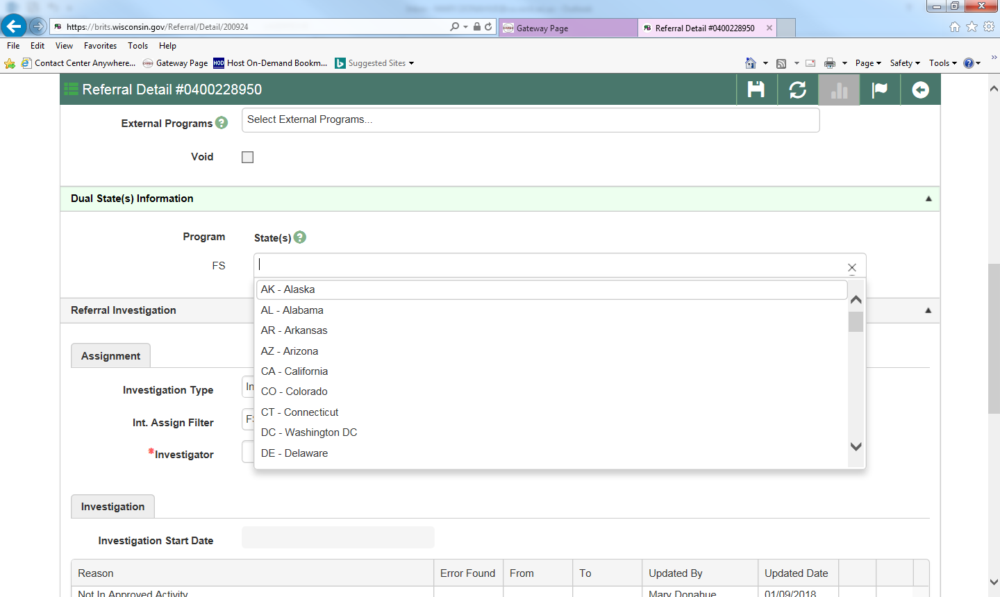 https://brits.wisconsin.gov/Referral/Detail/200924
Gateway Page
Referral Detail #0400228950
File Edit View Favorites Tools Help
Contact Center Anywhere... Gateway Page HOD Host On-Demand Bookm... Suggested Sites
Page Safety Tools
Referral Detail #0400228950
External Programs ? Select External Programs...
Void
Dual State(s) Information
Program State(s) ?
FS
AK - Alaska
AL - Alabama
AR - Arkansas
AZ - Arizona
CA - California
CO - Colorado
CT - Connecticut
DC - Washington DC
DE - Delaware
Referral Investigation
Assignment
Investigation Type In
Int. Assign Filter FS
*Investigator
Investigation
Investigation Start Date
Reason Error Found From To Updated By Updated Date
Not In Approved Activity Mary Donahue 01/09/2018